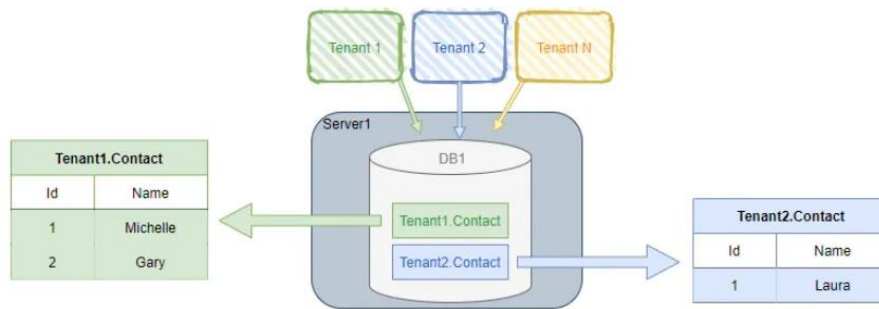 Tenant 1
Tenant 2
Tenant N
Server1
DB1
Tenant1.Contact
Id Name
1 Michelle
2 Gary
Tenant1.Contact
Tenant2.Contact
Tenant2.Contact
Id Name
1 Laura